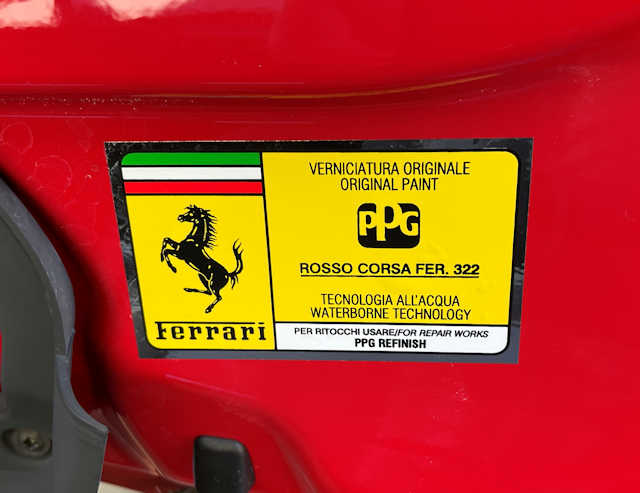 Ferrari
VERNICIATURA ORIGINALE
ORIGINAL PAINT
PPG
ROSSO CORSA FER. 322
TECNOLOGIA ALL'ACQUA
WATERBORNE TECHNOLOGY
PER RITOCCHI USARE/FOR REPAIR WORKS
PPG REFINISH